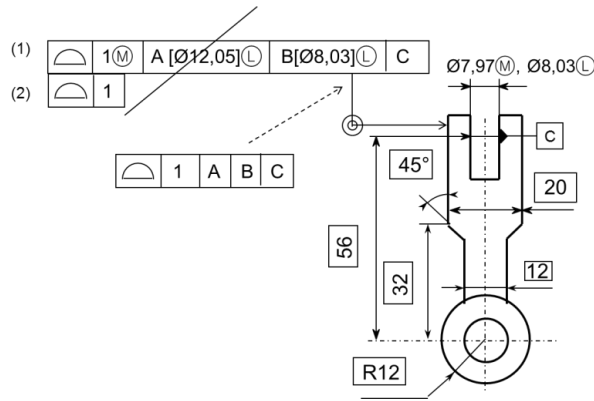 (1) ⌓ 1Ⓜ A [Ø12,05]Ⓛ B[Ø8,03]Ⓛ C
(2) ⌓ 1
Ø7,97Ⓜ, Ø8,03Ⓛ
C
⌓ 1 A B C
45°
20
56
32
12
R12